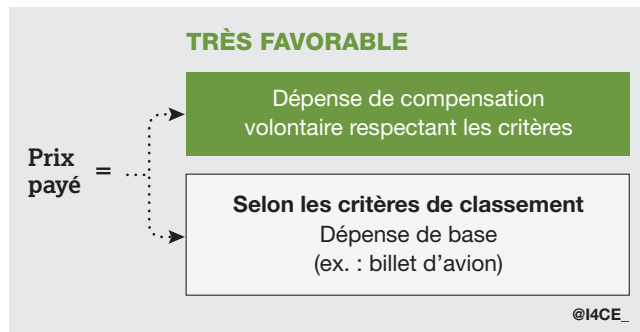 TRÈS FAVORABLE
Dépense de compensation
volontaire respectant les critères
Prix
payé =
Selon les critères de classement
Dépense de base
(ex. : billet d’avion)
@I4CE_